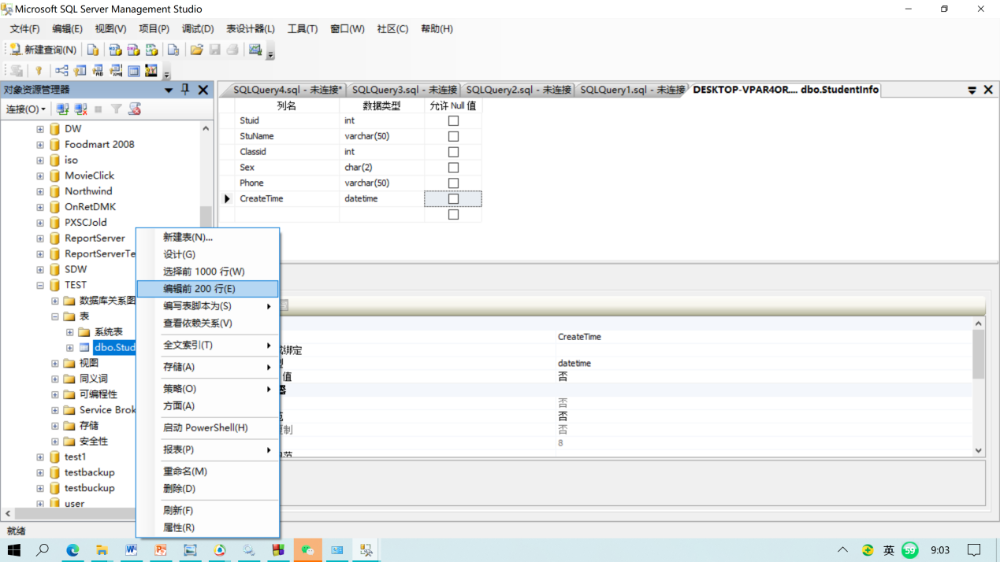 Microsoft SQL Server Management Studio
文件(F) 编辑(E) 视图(V) 项目(P) 调试(D) 表设计器(L) 工具(T) 窗口(W) 社区(C) 帮助(H)
新建查询(N)
对象资源管理器
连接(O)
DW
Foodmart 2008
iso
MovieClick
Northwind
OnRetDMK
PXSCJold
ReportServer
ReportServerTe
SDW
TEST
数据库关系图
表
系统表
dbo.Stud
视图
同义词
可编程性
Service Brok
存储
安全性
test1
testbackup
testbuckup
user
SQLQuery4.sql - 未连接* SQLQuery3.sql - 未连接 SQLQuery2.sql - 未连接 SQLQuery1.sql - 未连接 DESKTOP-VPAR4OR.... dbo.StudentInfo
列名 数据类型 允许 Null 值
Stuid int
StuName varchar(50)
Classid int
Sex char(2)
Phone varchar(50)
CreateTime datetime
新建表(N)...
设计(G)
选择前 1000 行(W)
编辑前 200 行(E)
编写表脚本为(S)
查看依赖关系(V)
全文索引(T)
存储(A)
策略(O)
方面(A)
启动 PowerShell(H)
报表(P)
重命名(M)
删除(D)
刷新(F)
属性(R)
CreateTime
绑定
datetime
值 否
否
否
制 否
8
就绪
英 59 9:03